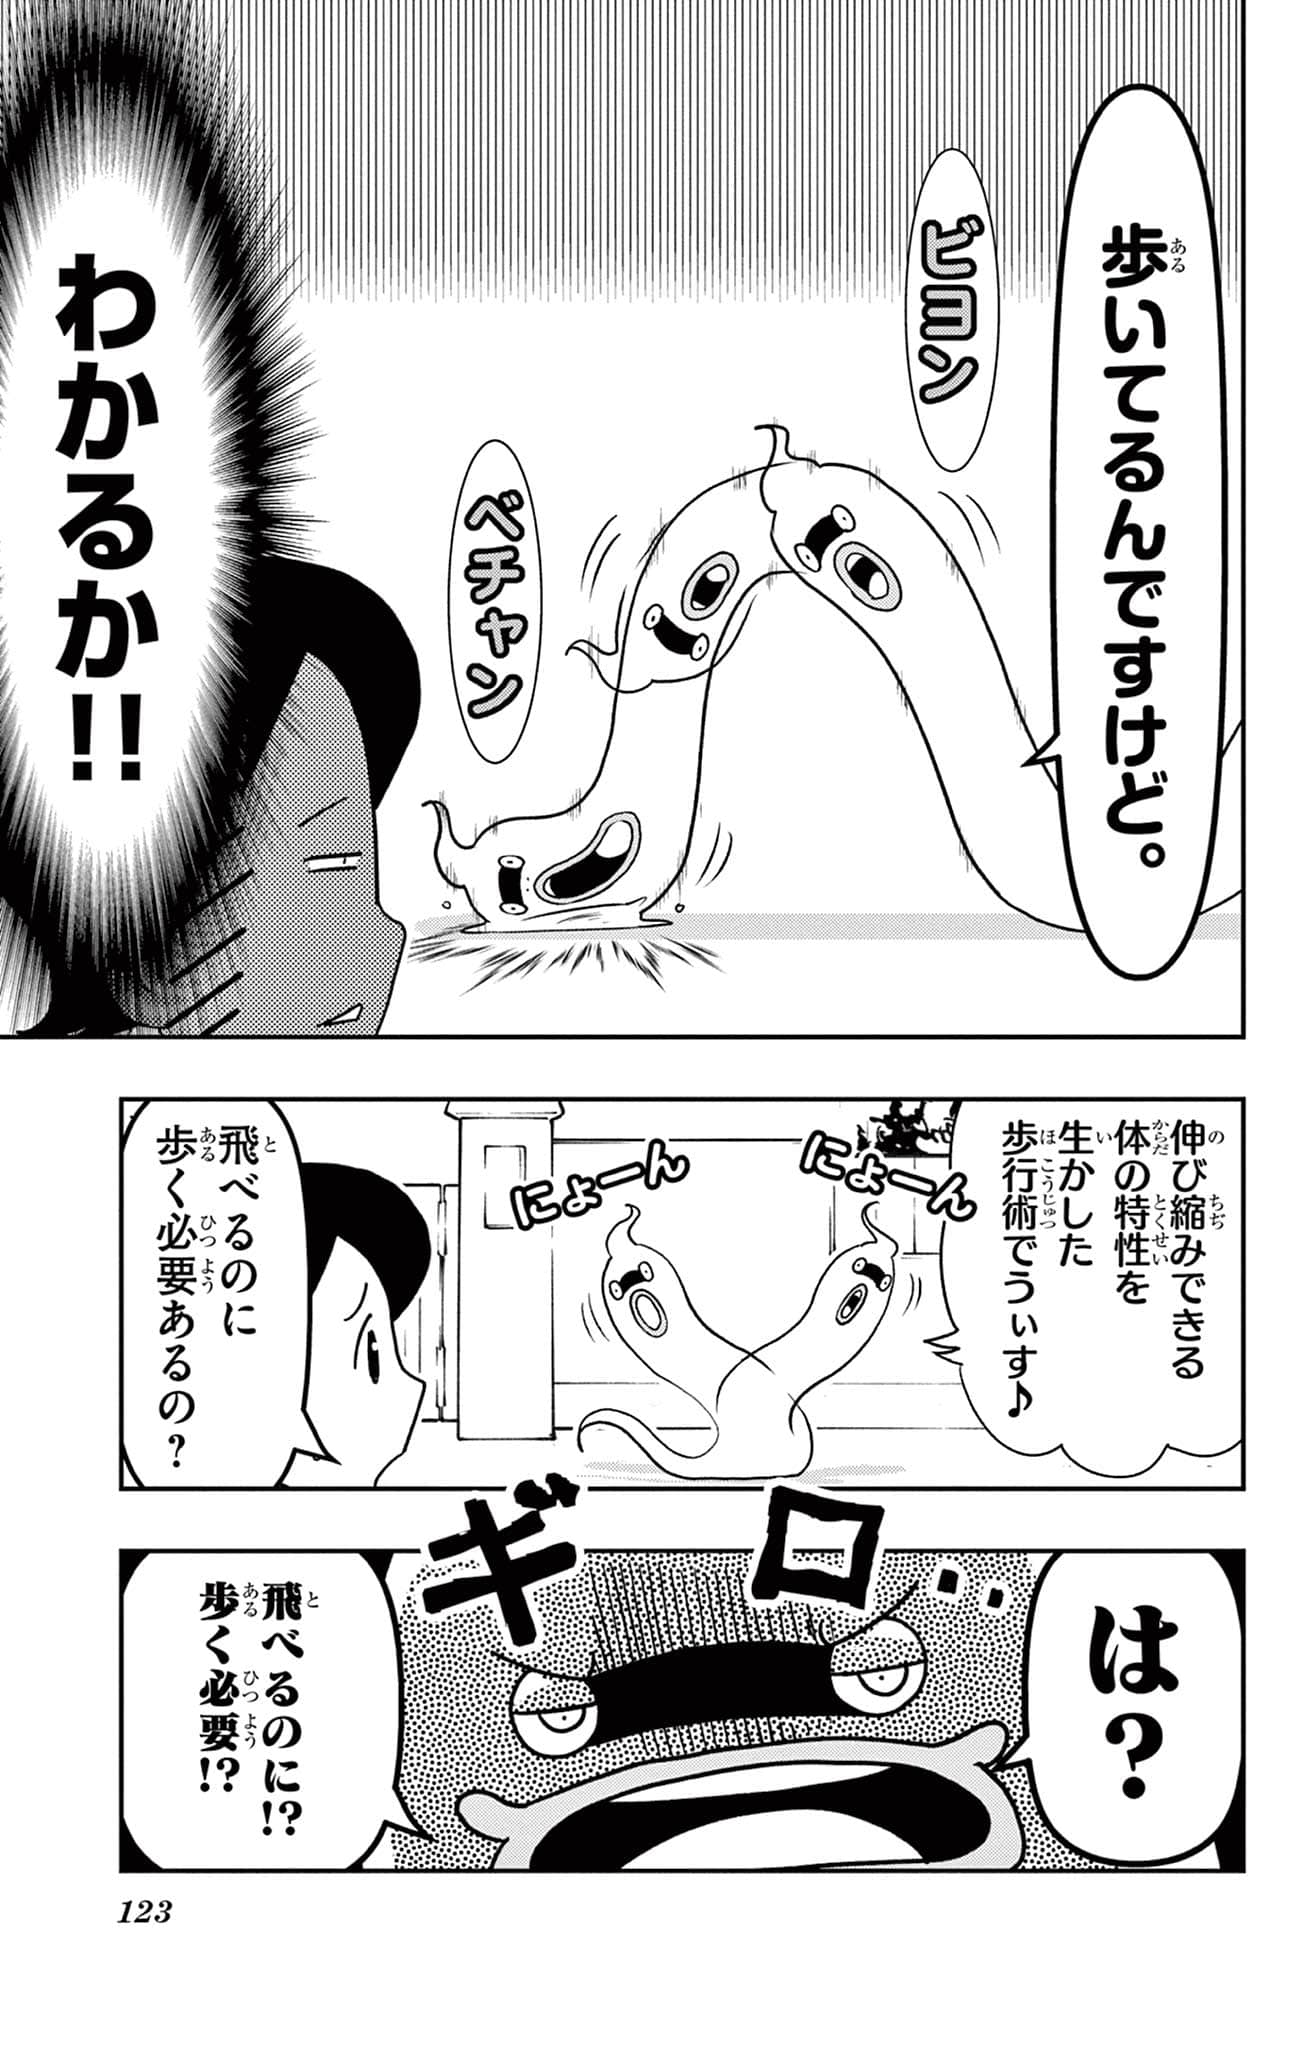 歩いてるんですけど。
ビヨン
ベチャン
わかるか!!
伸び縮みできる
体の特性を
生かした
歩行術でうぃす♪
にょーん
にょーん
飛べるのに
歩く必要あるの?
は?
ギロ‥
飛べるのに!?
歩く必要!?
123